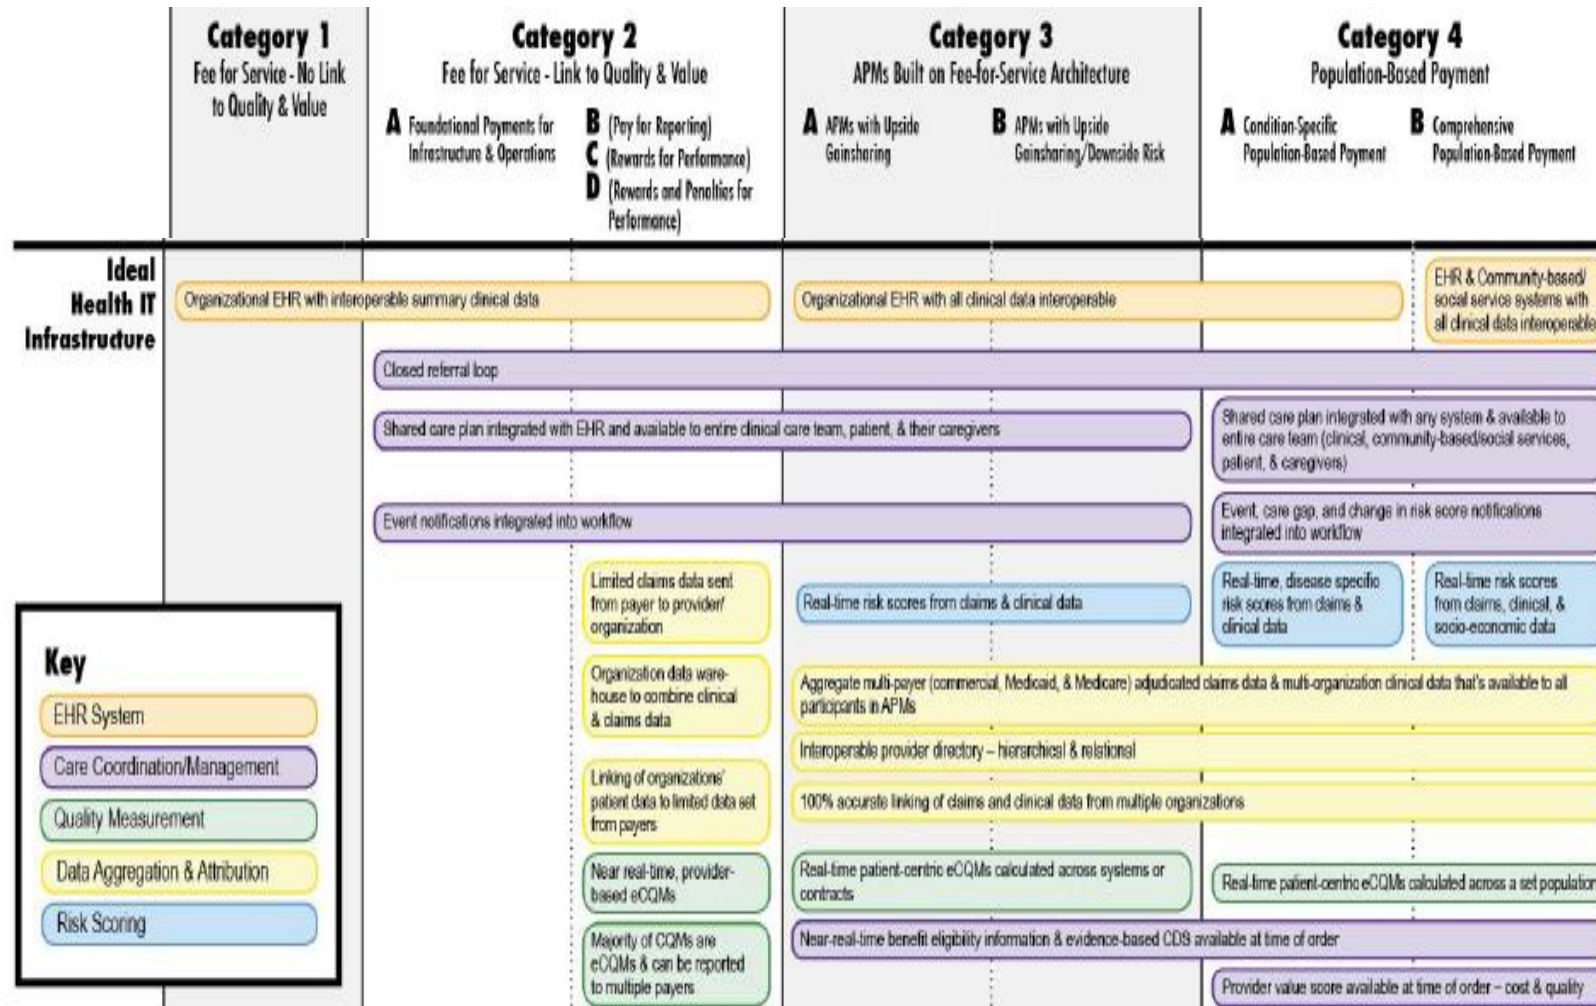 Category 1
Fee for Service - No Link
to Quality & Value
Category 2
Fee for Service - Link to Quality & Value
A Foundational Payments for
Infrastructure & Operations
B (Pay for Reporting)
C (Rewards for Performance)
D (Rewards and Penalties for
Performance)
Category 3
APMs Built on Fee-for-Service Architecture
A APMs with Upside
Gainsharing
B APMs with Upside
Gainsharing/Downside Risk
Category 4
Population-Based Payment
A Condition-Specific
Population-Based Payment
B Comprehensive
Population-Based Payment
Ideal
Health IT
Infrastructure
Organizational EHR with interoperable summary clinical data
Organizational EHR with all clinical data interoperable
EHR & Community-based/
social service systems with
all clinical data interoperable
Closed referral loop
Shared care plan integrated with EHR and available to entire clinical care team, patient, & their caregivers
Shared care plan integrated with any system & available to
entire care team (clinical, community-based/social services,
patient, & caregivers)
Event notifications integrated into workflow
Event, care gap, and change in risk score notifications
integrated into workflow
Limited claims data sent
from payer to provider/
organization
Real-time risk scores from claims & clinical data
Real-time, disease specific
risk scores from claims &
clinical data
Real-time risk scores
from claims, clinical, &
socio-economic data
Organization data ware-
house to combine clinical
& claims data
Aggregate multi-payer (commercial, Medicaid, & Medicare) adjudicated claims data & multi-organization clinical data that's available to all
participants in APMs
Interoperable provider directory – hierarchical & relational
Linking of organizations'
patient data to limited data set
from payers
100% accurate linking of claims and clinical data from multiple organizations
Near real-time, provider-
based eCQMs
Real-time patient-centric eCQMs calculated across systems or
contracts
Real-time patient-centric eCQMs calculated across a set population
Majority of CQMs are
eCQMs & can be reported
to multiple payers
Near-real-time benefit eligibility information & evidence-based CDS available at time of order
Provider value score available at time of order – cost & quality
Key
EHR System
Care Coordination/Management
Quality Measurement
Data Aggregation & Attribution
Risk Scoring